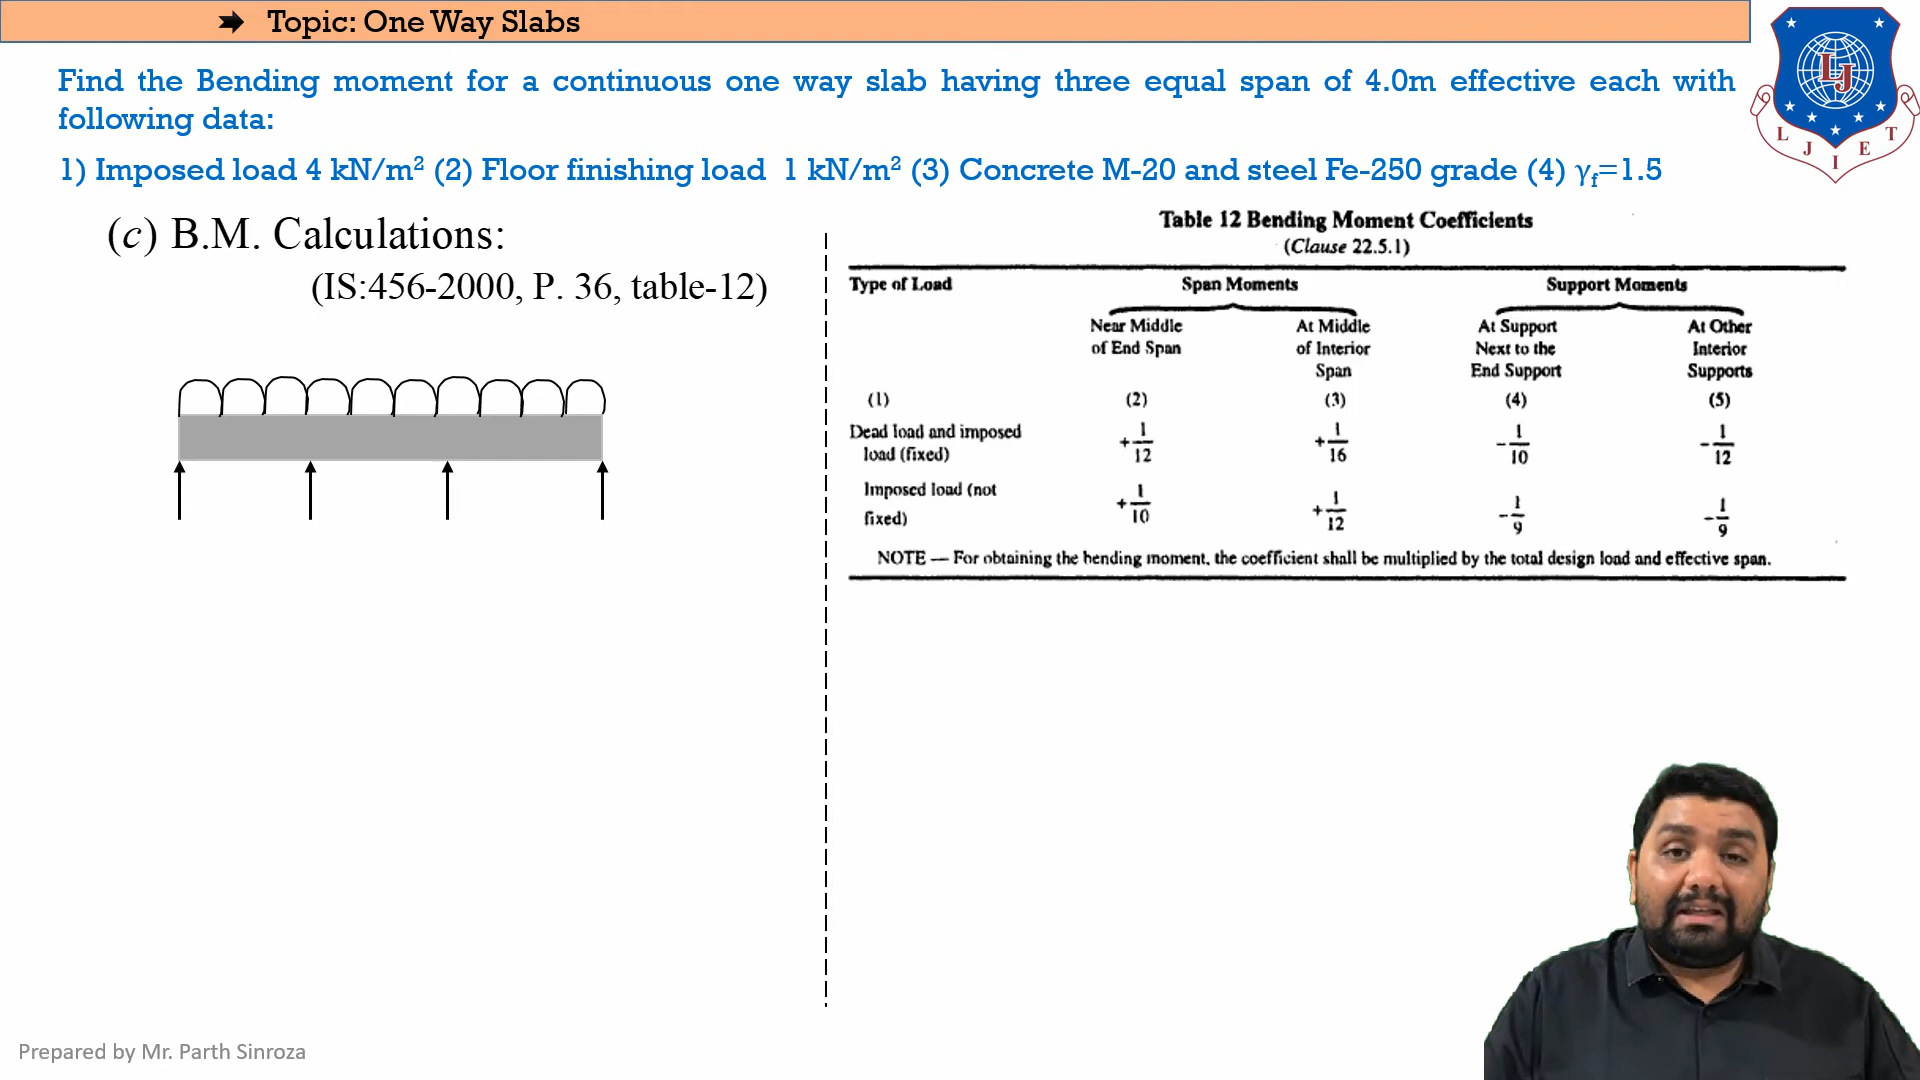 ➡ Topic: One Way Slabs
Find the Bending moment for a continuous one way slab having three equal span of 4.0m effective each with
following data:
1) Imposed load 4 kN/m² (2) Floor finishing load 1 kN/m² (3) Concrete M-20 and steel Fe-250 grade (4) γf=1.5
LJ
L J I E T
(c) B.M. Calculations:
(IS:456-2000, P. 36, table-12)
Table 12 Bending Moment Coefficients
(Clause 22.5.1)
Type of Load Span Moments Support Moments
Near Middle of End Span
At Middle of Interior Span
At Support Next to the End Support
At Other Interior Supports
(1) (2) (3) (4) (5)
Dead load and imposed load (fixed) +1/12 +1/16 -1/10 -1/12
Imposed load (not fixed) +1/10 +1/12 -1/9 -1/9
NOTE — For obtaining the bending moment, the coefficient shall be multiplied by the total design load and effective span.
Prepared by Mr. Parth Sinroza